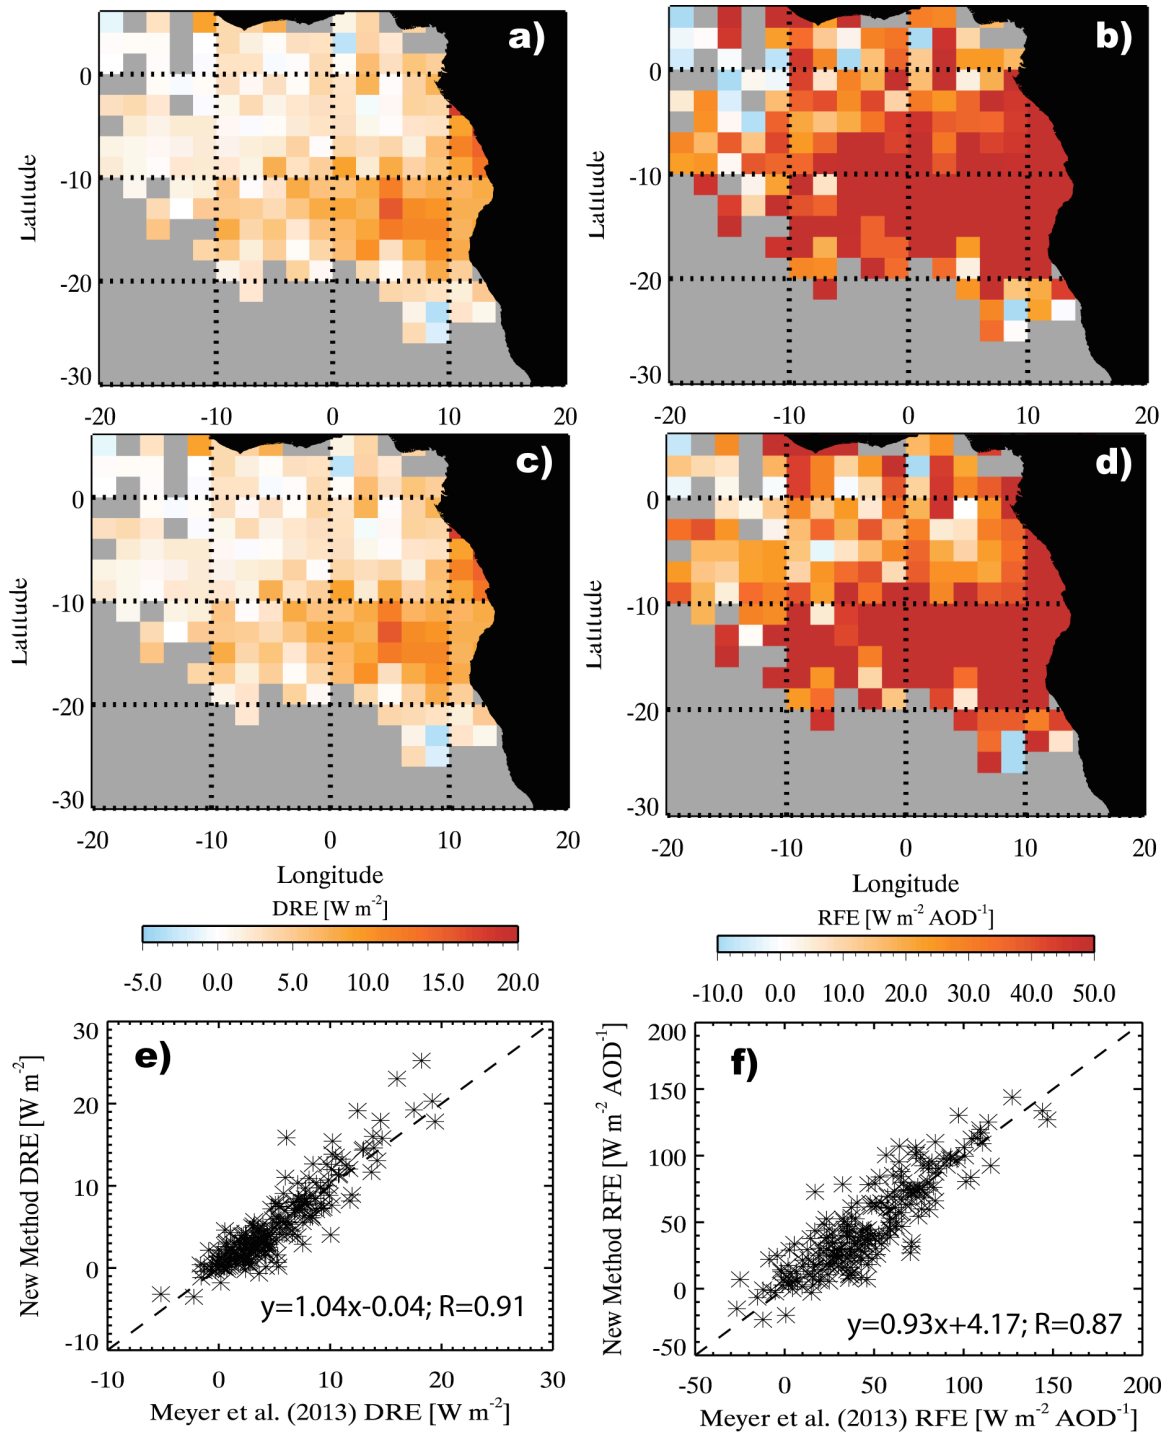 a)
b)
0
-10
-20
-30
Latitude
-20
-10
0
10
20
0
-10
-20
-30
Latitude
-20
-10
0
10
20
c)
d)
0
-10
-20
-30
Latitude
-20
-10
0
10
20
Longitude
0
-10
-20
-30
Latitude
-20
-10
0
10
20
Longitude
DRE [W m-2]
-5.0 0.0 5.0 10.0 15.0 20.0
RFE [W m-2 AOD-1]
-10.0 0.0 10.0 20.0 30.0 40.0 50.0
e)
30
20
10
0
-10
New Method DRE [W m-2]
y=1.04x-0.04; R=0.91
-10 0 10 20 30
Meyer et al. (2013) DRE [W m-2]
f)
200
150
100
50
0
-50
New Method RFE [W m-2 AOD-1]
y=0.93x+4.17; R=0.87
-50 0 50 100 150 200
Meyer et al. (2013) RFE [W m-2 AOD-1]